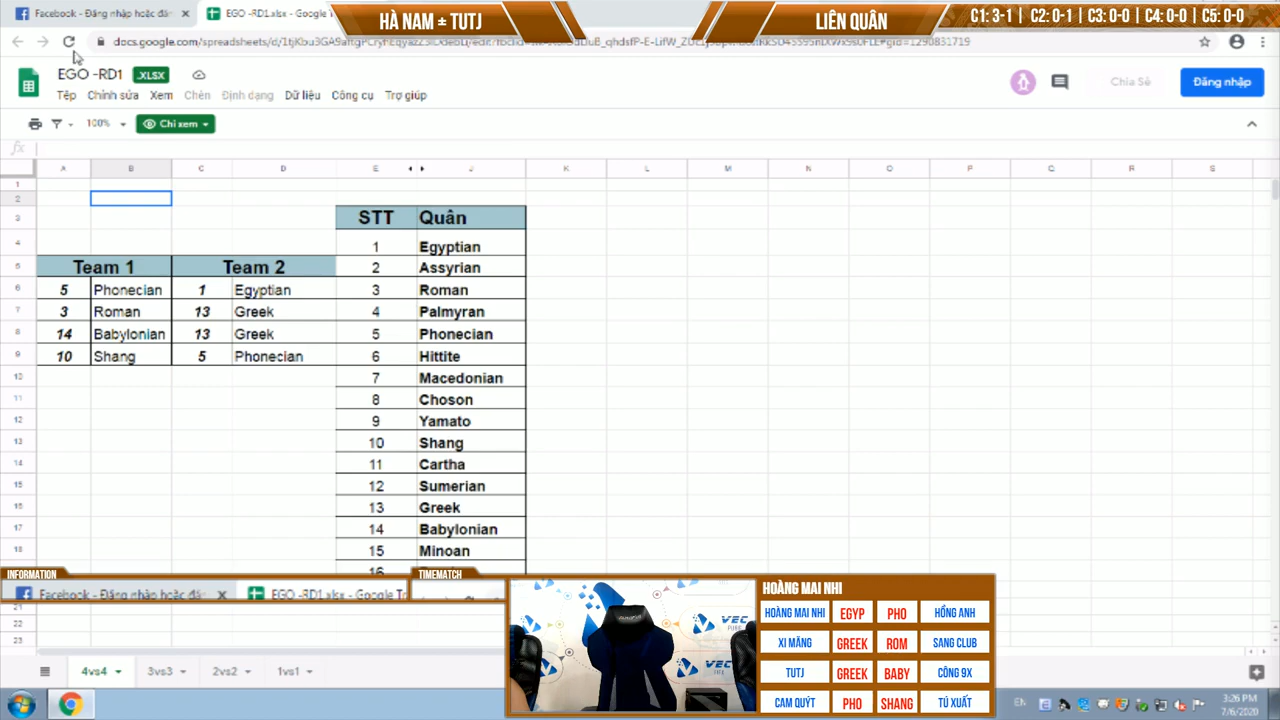 Facebook - Đăng nhập hoặc đăn
EGO -RD1.xlsx - Google T
HÀ NAM + TUTJ
LIÊN QUÂN
C1: 3-1 | C2: 0-1 | C3: 0-0 | C4: 0-0 | C5: 0-0
EGO -RD1 .XLSX
Tệp Chỉnh sửa Xem Chèn Định dạng Dữ liệu Công cụ Trợ giúp
Chia Sẻ
Đăng nhập
100%
Chỉ xem
fx
A B C D E J K L M N O P Q R S
STT Quân
1 Egyptian
Team 1 Team 2 2 Assyrian
5 Phonecian 1 Egyptian 3 Roman
3 Roman 13 Greek 4 Palmyran
14 Babylonian 13 Greek 5 Phonecian
10 Shang 5 Phonecian 6 Hittite
7 Macedonian
8 Choson
9 Yamato
10 Shang
11 Cartha
12 Sumerian
13 Greek
14 Babylonian
15 Minoan
16
INFORMATION
TIMEMATCH
Facebook - Đăng nhập hoặc đăn
EGO -RD1.xlsx - Google Tr
HOÀNG MAI NHI
HOÀNG MAI NHI EGYP PHO HỒNG ANH
XI MĂNG GREEK ROM SANG CLUB
TUTJ GREEK BABY CÔNG 9X
CAM QUÝT PHO SHANG TÚ XUẤT
VEC
VEC
4vs4 3vs3 2vs2 1vs1
EN
3:26 PM
7/6/2020